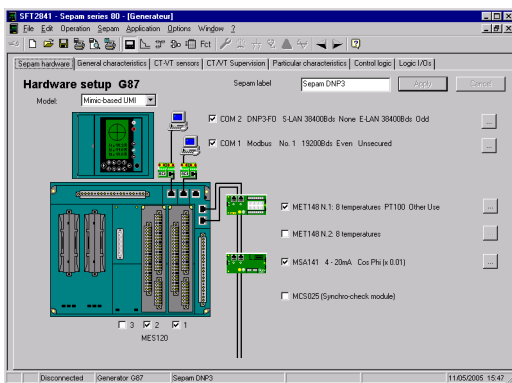 SFT2841 - Sepam series 80 - [Generateur]
File Edit Operation Sepam Application Options Window ?
Fct
Sepam hardware General characteristics CT-VT sensors CT/VT Supervision Particular characteristics Control logic Logic I/Os
Hardware setup G87
Sepam label Sepam DNP3 Apply Cancel
Model: Mimic-based UMI
COM 2 DNP3-FO S-LAN 38400Bds None E-LAN 38400Bds Odd ...
COM 1 Modbus No. 1 19200Bds Even Unsecured ...
MET148 N.1: 8 temperatures PT100 Other Use ...
MET148 N.2: 8 temperatures
MSA141 4 - 20mA Cos Phi (x 0.01) ...
MCS025 (Synchro-check module)
3 2 1
MES120
Disconnected Generator G87 Sepam DNP3 11/05/2005 15:47